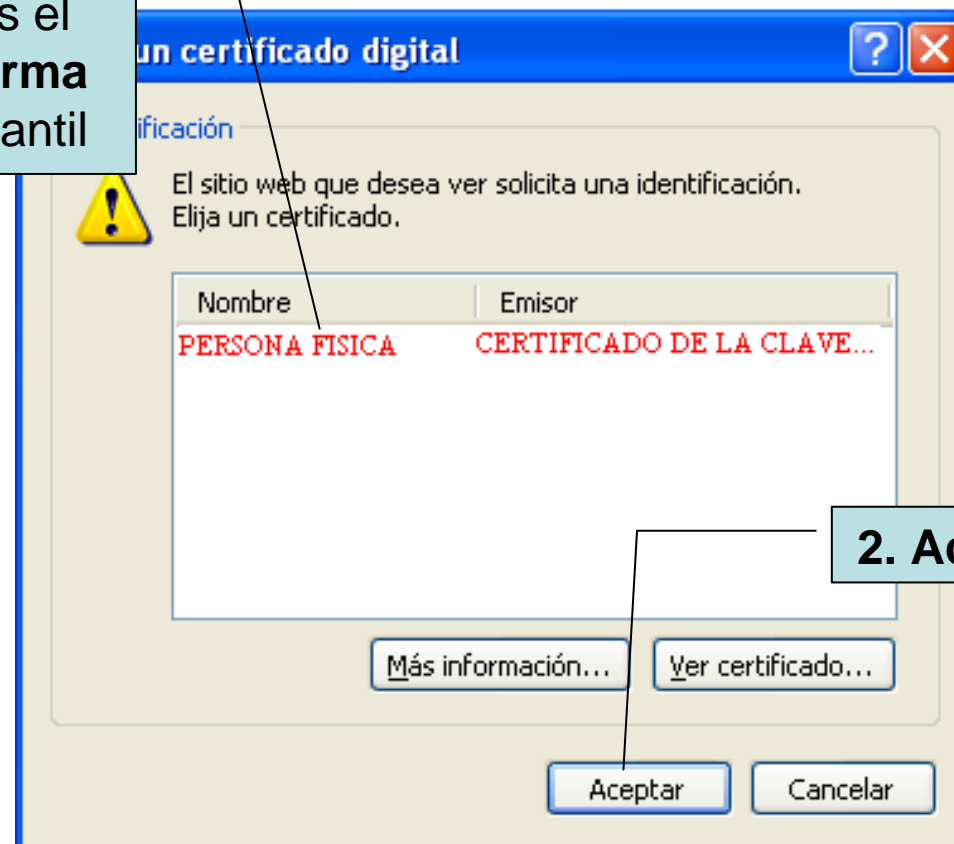 s el
rma
antil
un certificado digital
ificación
El sitio web que desea ver solicita una identificación.
Elija un certificado.
Nombre Emisor
PERSONA FISICA CERTIFICADO DE LA CLAVE...
2. Ac
Más información... Ver certificado...
Aceptar Cancelar